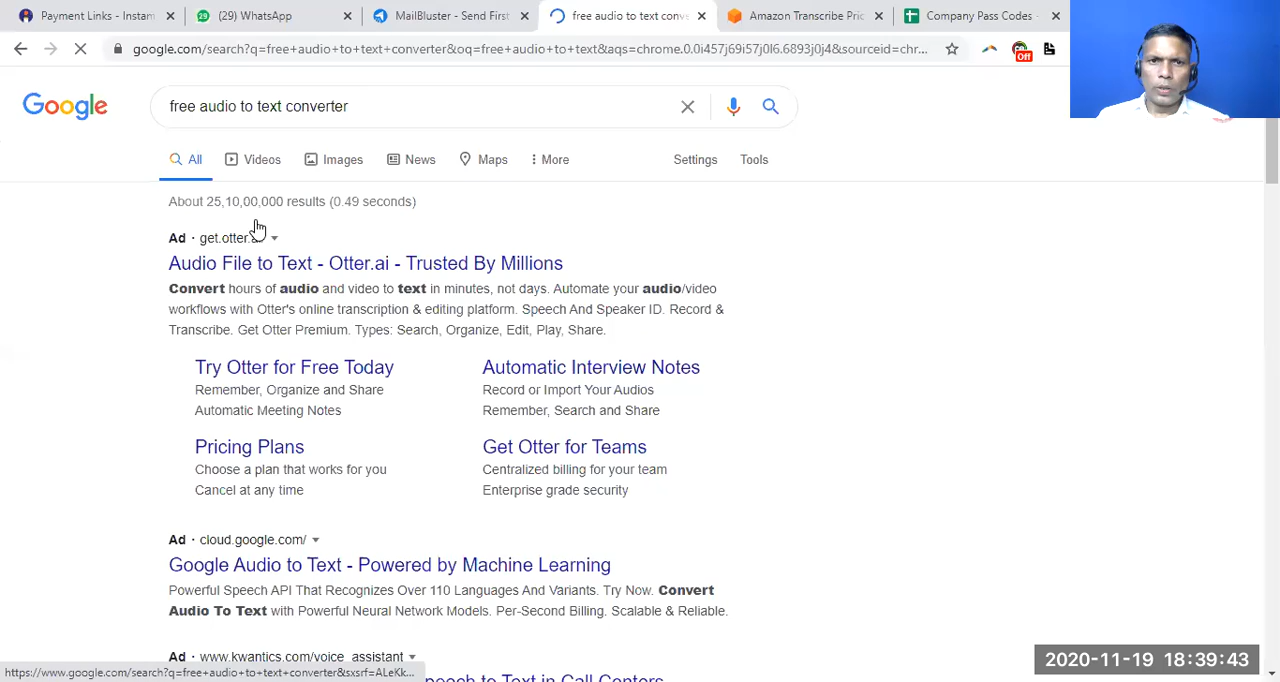 Payment Links - Instam
(29) WhatsApp
MailBluster - Send First
free audio to text conv
Amazon Transcribe Pric
Company Pass Codes -
google.com/search?q=free+audio+to+text+converter&oq=free+audio+to+text&aqs=chrome.0.0i457j69i57j0l6.6893j0j4&sourceid=chr...
Off
Google
free audio to text converter
All
Videos
Images
News
Maps
More
Settings
Tools
About 25,10,00,000 results (0.49 seconds)
Ad · get.otter.
Audio File to Text - Otter.ai - Trusted By Millions
Convert hours of audio and video to text in minutes, not days. Automate your audio/video
workflows with Otter's online transcription & editing platform. Speech And Speaker ID. Record &
Transcribe. Get Otter Premium. Types: Search, Organize, Edit, Play, Share.
Try Otter for Free Today
Remember, Organize and Share
Automatic Meeting Notes
Automatic Interview Notes
Record or Import Your Audios
Remember, Search and Share
Pricing Plans
Choose a plan that works for you
Cancel at any time
Get Otter for Teams
Centralized billing for your team
Enterprise grade security
Ad · cloud.google.com/
Google Audio to Text - Powered by Machine Learning
Powerful Speech API That Recognizes Over 110 Languages And Variants. Try Now. Convert
Audio To Text with Powerful Neural Network Models. Per-Second Billing. Scalable & Reliable.
Ad · www.kwantics.com/voice_assistant
peech to Text in Call Centers
https://www.google.com/search?q=free+audio+to+text+converter&sxsrf=ALeKk...
2020-11-19 18:39:43